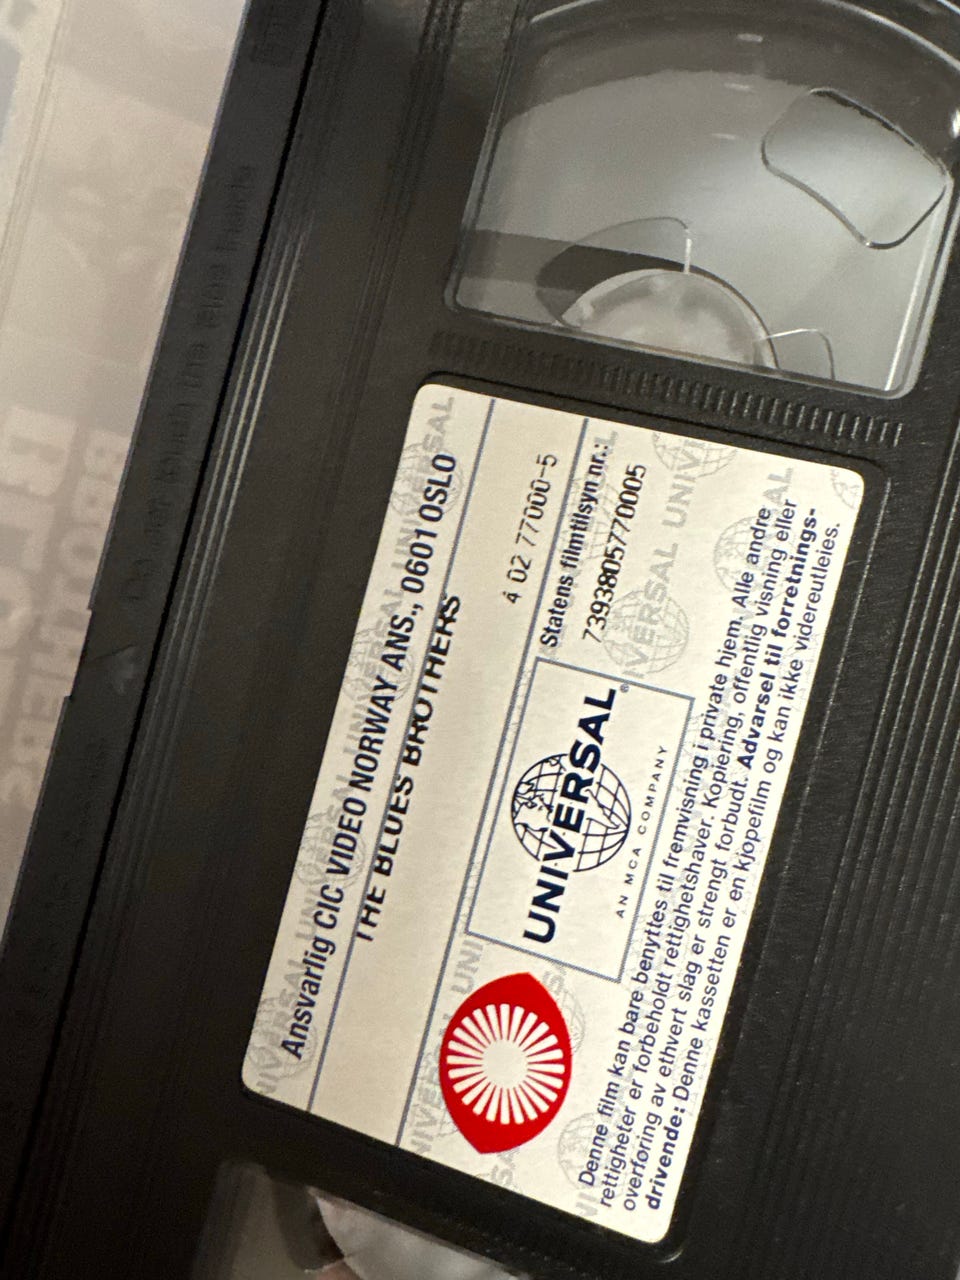 Ansvarlig CIC VIDEO NORWAY ANS., 0601 OSLO
THE BLUES BROTHERS
4 02 77000-5
Statens filmtilsyn nr.:
7393805770005
UNIVERSAL®
AN MCA COMPANY
Denne film kan bare benyttes til fremvisning i private hjem. Alle andre
rettigheter er forbeholdt rettighetshaver. Kopiering, offentlig visning eller
overføring av ethvert slag er strengt forbudt. Advarsel til forretnings-
drivende: Denne kassetten er en kjøpefilm og kan ikke videreutleies.